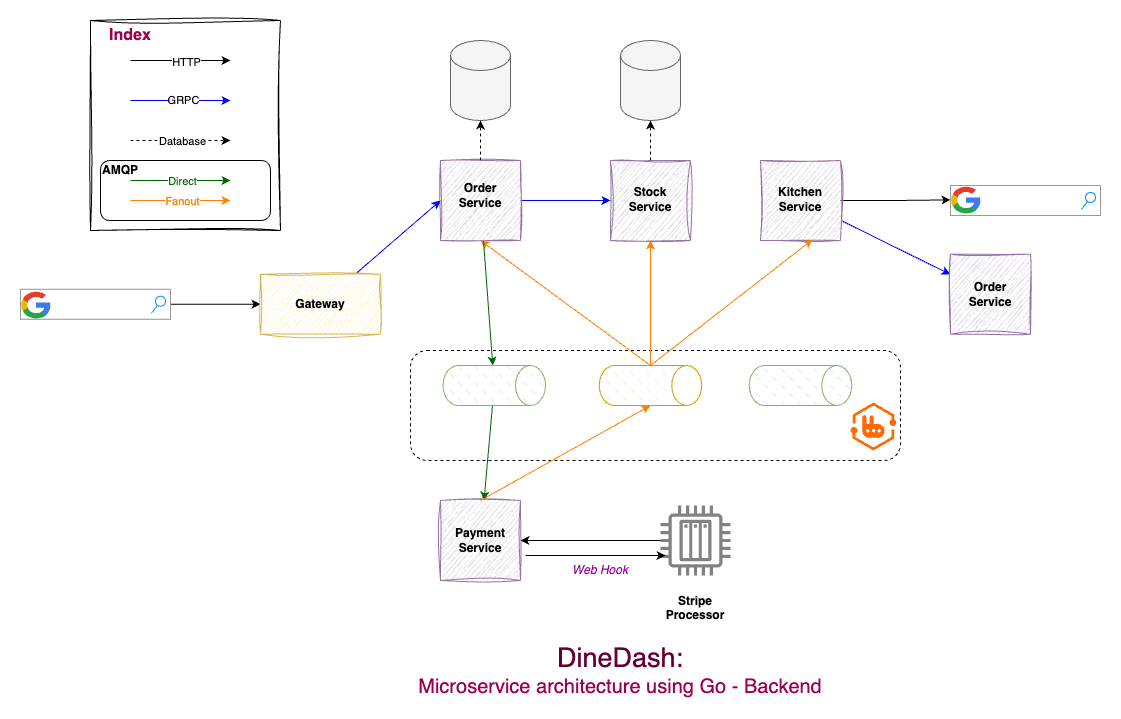 Index
HTTP
GRPC
Database
AMQP
Direct
Fanout
Order
Service
Stock
Service
Kitchen
Service
Order
Service
Gateway
Payment
Service
Web Hook
Stripe
Processor
DineDash:
Microservice architecture using Go - Backend